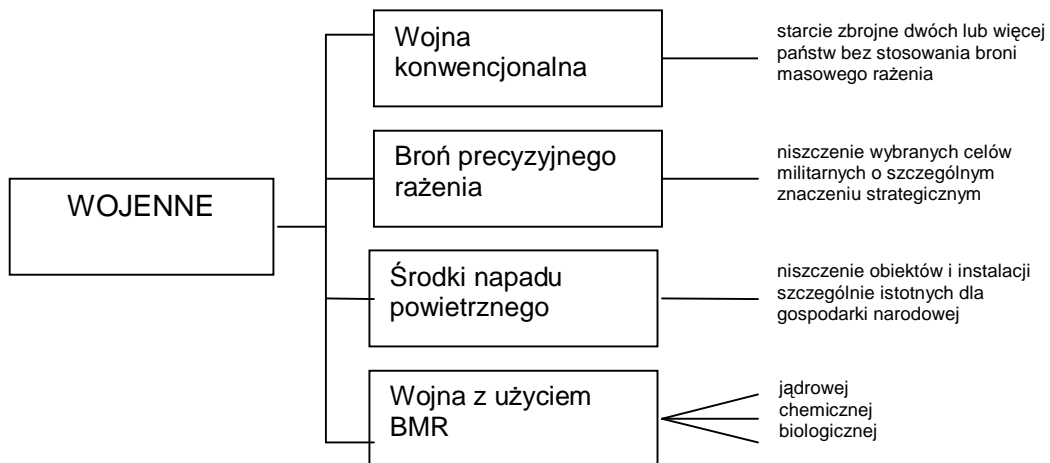 WOJENNE
Wojna
konwencjonalna
starcie zbrojne dwóch lub więcej
państw bez stosowania broni
masowego rażenia
Broń precyzyjnego
rażenia
niszczenie wybranych celów
militarnych o szczególnym
znaczeniu strategicznym
Środki napadu
powietrznego
niszczenie obiektów i instalacji
szczególnie istotnych dla
gospodarki narodowej
Wojna z użyciem
BMR
jądrowej
chemicznej
biologicznej